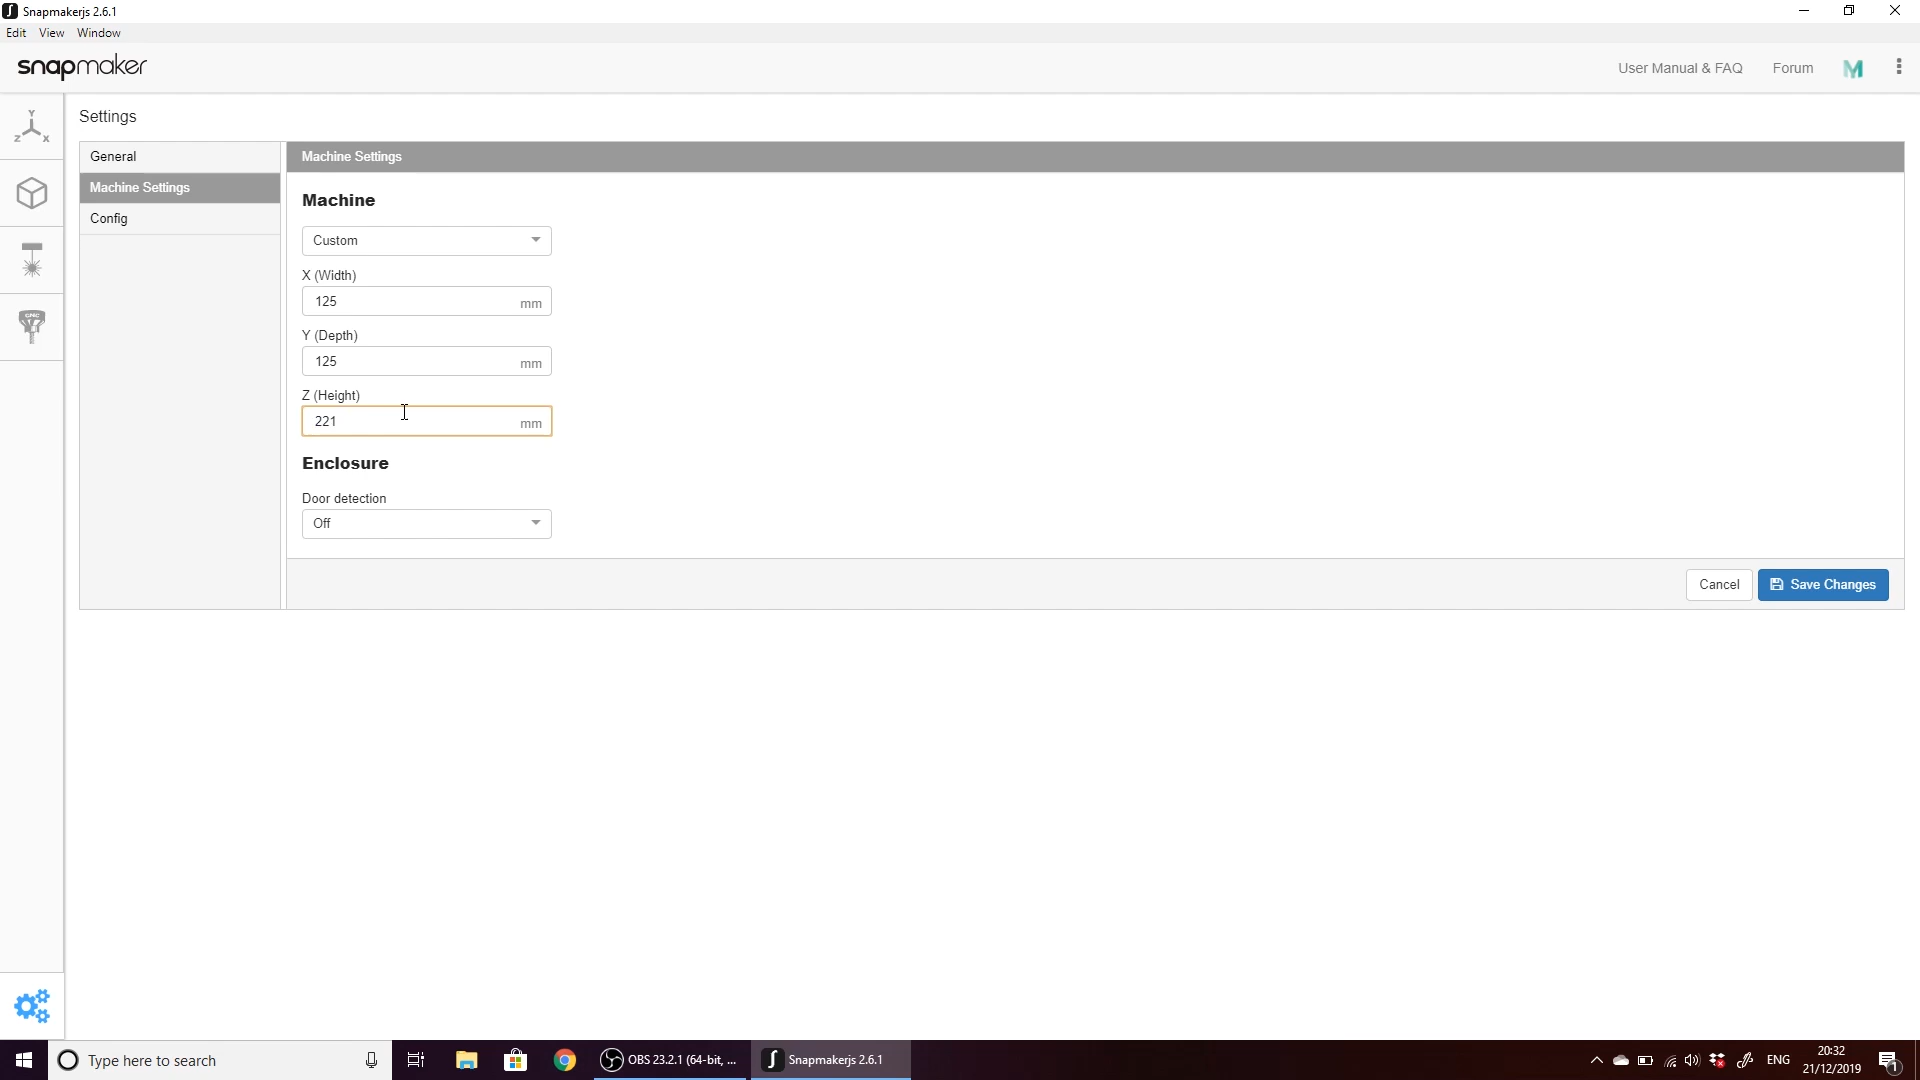 Snapmakerjs 2.6.1
Edit View Window
snapmaker
User Manual & FAQ Forum
Settings
General
Machine Settings
Config
Machine Settings
Machine
Custom
X (Width)
125 mm
Y (Depth)
125 mm
Z (Height)
221 mm
Enclosure
Door detection
Off
Cancel Save Changes
Y
Z X
CNC
Type here to search
OBS 23.2.1 (64-bit, ...
Snapmakerjs 2.6.1
ENG
20:32
21/12/2019
1